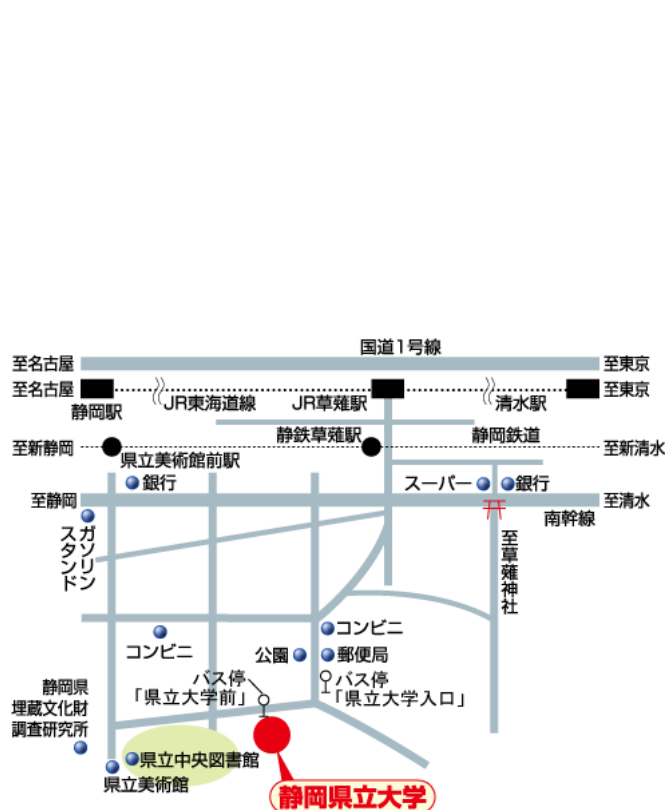 国道1号線
至名古屋
至東京
至名古屋
至東京
静岡駅
JR東海道線
JR草薙駅
清水駅
静鉄草薙駅
静岡鉄道
至新静岡
至新清水
県立美術館前駅
銀行
スーパー
銀行
至静岡
至清水
南幹線
ガソリン
スタンド
至草薙神社
コンビニ
コンビニ
公園
郵便局
バス停
「県立大学前」
バス停
「県立大学入口」
静岡県
埋蔵文化財
調査研究所
県立中央図書館
県立美術館
静岡県立大学